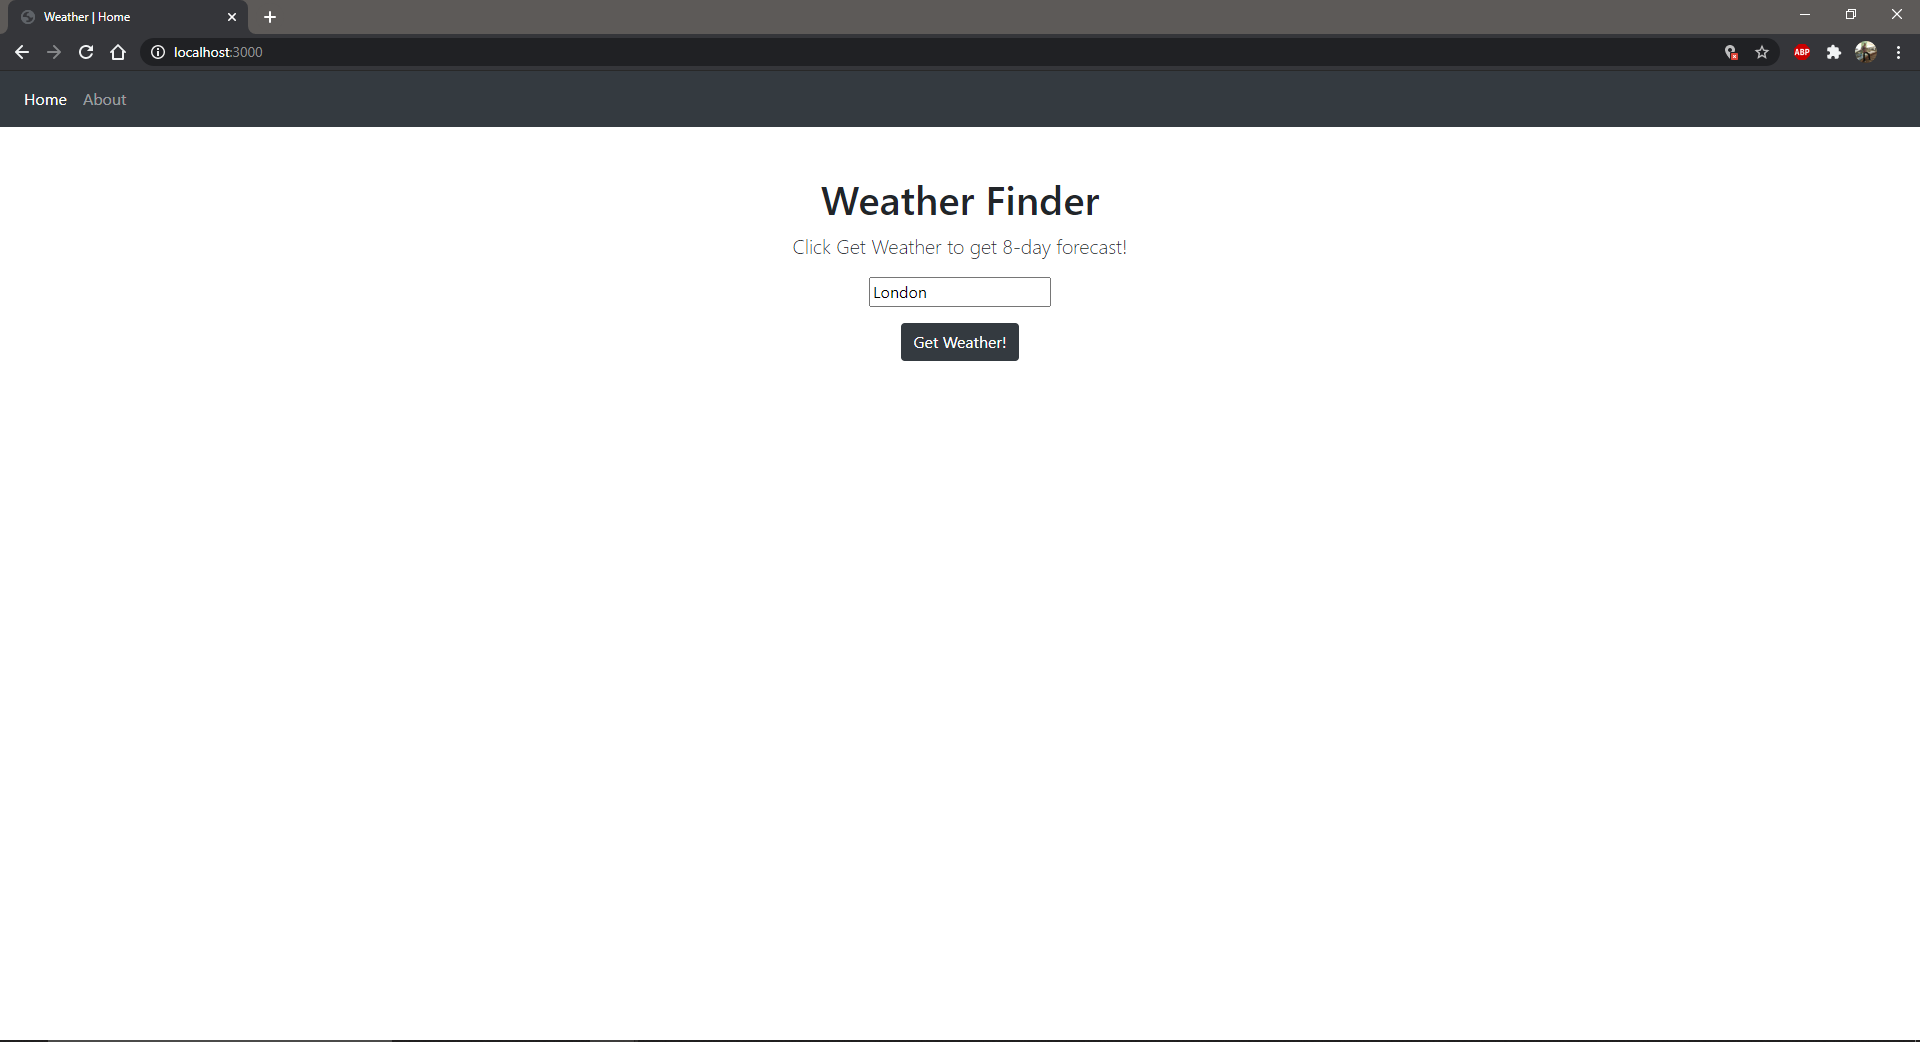 Weather | Home
localhost:3000
ABP
Home About
Weather Finder
Click Get Weather to get 8-day forecast!
London
Get Weather!